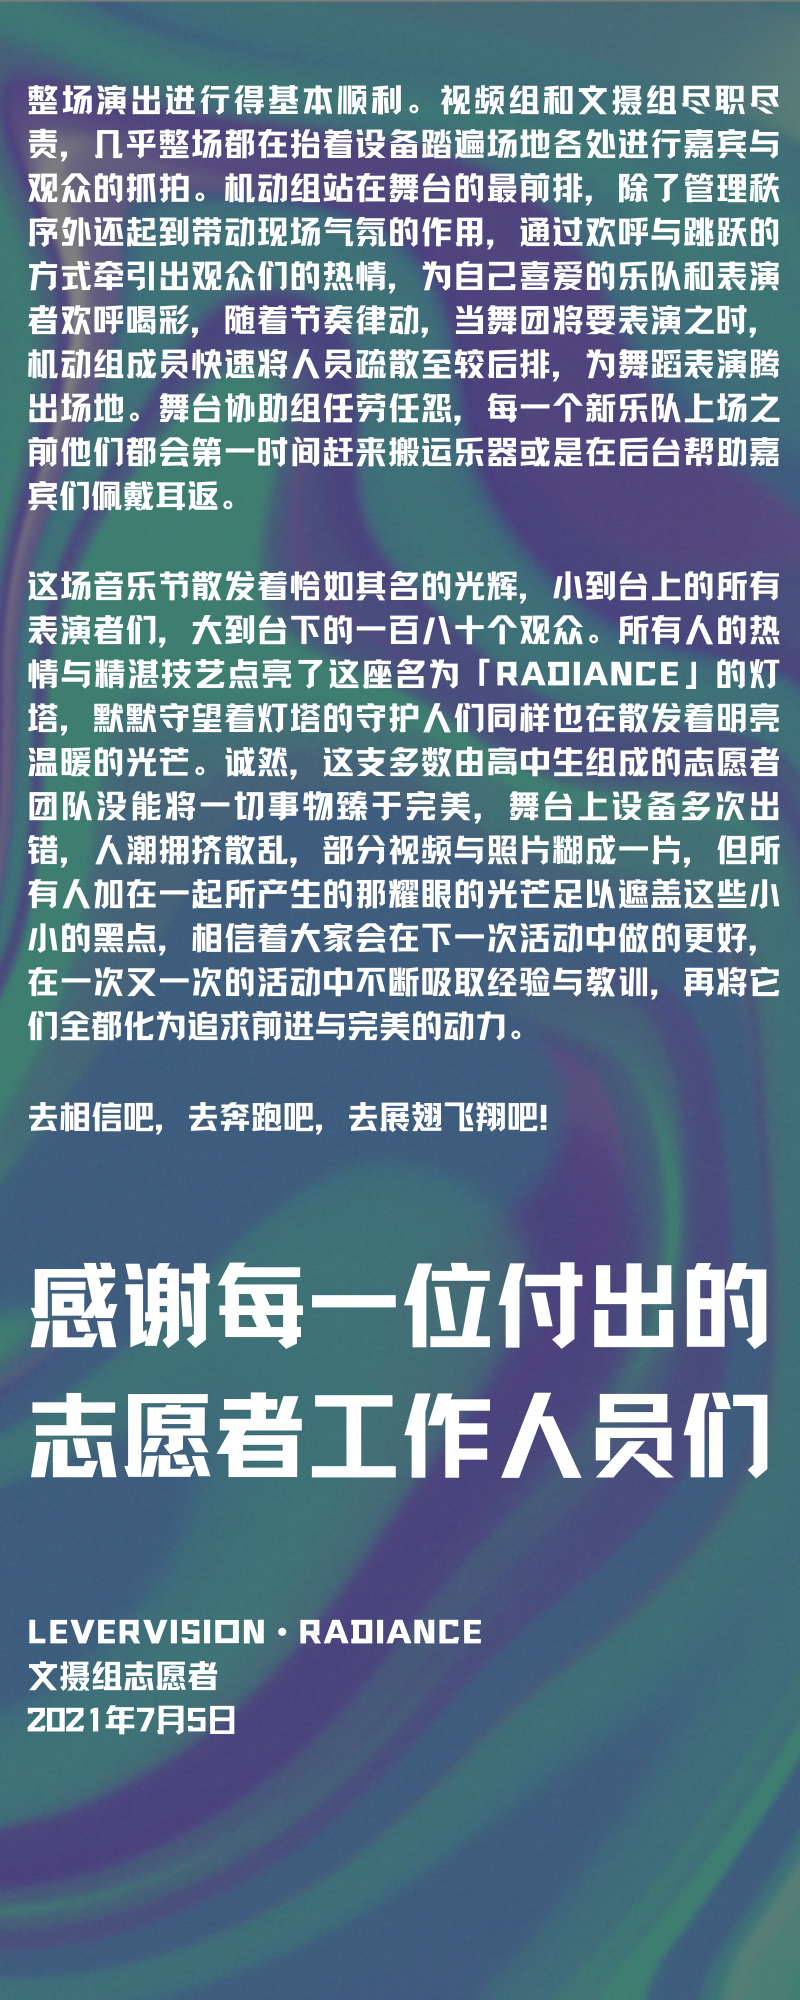 整场演出进行得基本顺利。视频组和文摄组尽职尽
责，几乎整场都在抬着设备踏遍场地各处进行嘉宾与
观众的抓拍。机动组站在舞台的最前排，除了管理秩
序外还起到带动现场气氛的作用，通过欢呼与跳跃的
方式牵引出观众们的热情，为自己喜爱的乐队和表演
者欢呼喝彩，随着节奏律动，当舞团将要表演之时，
机动组成员快速将人员疏散至较后排，为舞蹈表演腾
出场地。舞台协助组任劳任怨，每一个新乐队上场之
前他们都会第一时间赶来搬运乐器或是在后台帮助嘉
宾们佩戴耳返。
这场音乐节散发着恰如其名的光辉，小到台上的所有
表演者们，大到台下的一百八十个观众。所有人的热
情与精湛技艺点亮了这座名为「RADIANCE」的灯
塔，默默守望着灯塔的守护人们同样也在散发着明亮
温暖的光芒。诚然，这支多数由高中生组成的志愿者
团队没能将一切事物臻于完美，舞台上设备多次出
错，人潮拥挤散乱，部分视频与照片糊成一片，但所
有人加在一起所产生的那耀眼的光芒足以遮盖这些小
小的黑点，相信着大家会在下一次活动中做的更好，
在一次又一次的活动中不断吸取经验与教训，再将它
们全都化为追求前进与完美的动力。
去相信吧，去奔跑吧，去展翅飞翔吧！
感谢每一位付出的
志愿者工作人员们
LEVERVISION·RADIANCE
文摄组志愿者
2021年7月5日